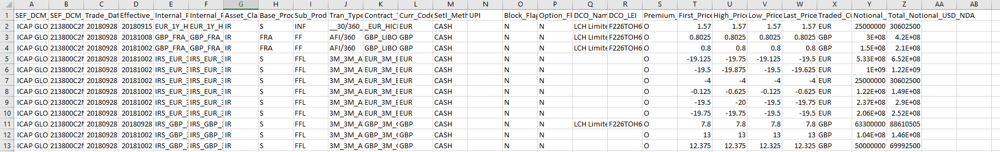 A B C D E F G H I J K L M N O P Q R S T U V W X Y Z AA AB
1 SEF_DCM_ SEF_DCM_ Trade_Dat Effective_ Internal_P Internal_P Asset_Cla Base_Proc Sub_Prod Tran_Type Contract_T Curr_Code Setl_Meth UPI Block_Flag Option_Fl DCO_Nam DCO_LEI Premium_ First_Price High_Price Low_Price Last_Price Traded_Cu Notional_ Total_Notional_USD_NDA
2 ICAP GLO 213800C2M 20180928 20180915 EUR_1Y_H EUR_1Y_H IR S INF __30/360_ _EUR_HIC EUR CASH N N LCH Limite F226TOH6 O 1.57 1.57 1.57 1.57 EUR 25000000 30602500
3 ICAP GLO 213800C2M 20180928 20181008 GBP_FRA_ GBP_FRA_ IR FRA FF AFI/360 GBP_LIBO GBP CASH N N LCH Limite F226TOH6 O 0.8025 0.8025 0.8025 0.8025 GBP 3E+08 4.2E+08
4 ICAP GLO 213800C2M 20180928 20181002 GBP_FRA_ GBP_FRA_ IR FRA FF AFI/360 GBP_LIBO GBP CASH N N LCH Limite F226TOH6 O 0.8 0.8 0.8 0.8 GBP 1.5E+08 2.1E+08
5 ICAP GLO 213800C2M 20180928 20181002 IRS_EUR_3 IRS_EUR_3 IR S FFL 3M_3M_A EUR_3M_E EUR CASH N N O -19.125 -19.75 -19.125 -19.5 EUR 5.33E+08 6.52E+08
6 ICAP GLO 213800C2M 20180928 20181002 IRS_EUR_3 IRS_EUR_3 IR S FFL 3M_3M_A EUR_3M_E EUR CASH N N O -19.5 -19.875 -19.5 -19.625 EUR 1E+09 1.22E+09
7 ICAP GLO 213800C2M 20180928 20181002 IRS_EUR_3 IRS_EUR_3 IR S FFL 3M_3M_A EUR_3M_E EUR CASH N N O -4 -4 -4 -4 EUR 25000000 30602500
8 ICAP GLO 213800C2M 20180928 20181002 IRS_EUR_3 IRS_EUR_3 IR S FFL 3M_3M_A EUR_3M_E EUR CASH N N O -0.125 -0.625 -0.125 -0.625 EUR 1.22E+08 1.49E+08
9 ICAP GLO 213800C2M 20180928 20181002 IRS_EUR_3 IRS_EUR_3 IR S FFL 3M_3M_A EUR_3M_E EUR CASH N N O -19.5 -20 -19.5 -19.75 EUR 2.37E+08 2.9E+08
10 ICAP GLO 213800C2M 20180928 20181002 IRS_EUR_3 IRS_EUR_3 IR S FFL 3M_3M_A EUR_3M_E EUR CASH N N O -19.75 -19.75 -19.5 -19.5 EUR 2.06E+08 2.52E+08
11 ICAP GLO 213800C2M 20180928 20180928 IRS_GBP_3 IRS_GBP_3 IR S FFL 3M_3M_A GBP_3M_G GBP CASH N N LCH Limite F226TOH6 O 7.8 7.8 7.8 7.8 GBP 63300000 88610505
12 ICAP GLO 213800C2M 20180928 20181002 IRS_GBP_3 IRS_GBP_3 IR S FFL 3M_3M_A GBP_3M_G GBP CASH N N O 13 13 13 13 GBP 1.04E+08 1.46E+08
13 ICAP GLO 213800C2M 20180928 20181002 IRS_GBP_3 IRS_GBP_3 IR S FFL 3M_3M_A GBP_3M_G GBP CASH N N O 12.375 12.375 12.325 12.325 GBP 50000000 69992500